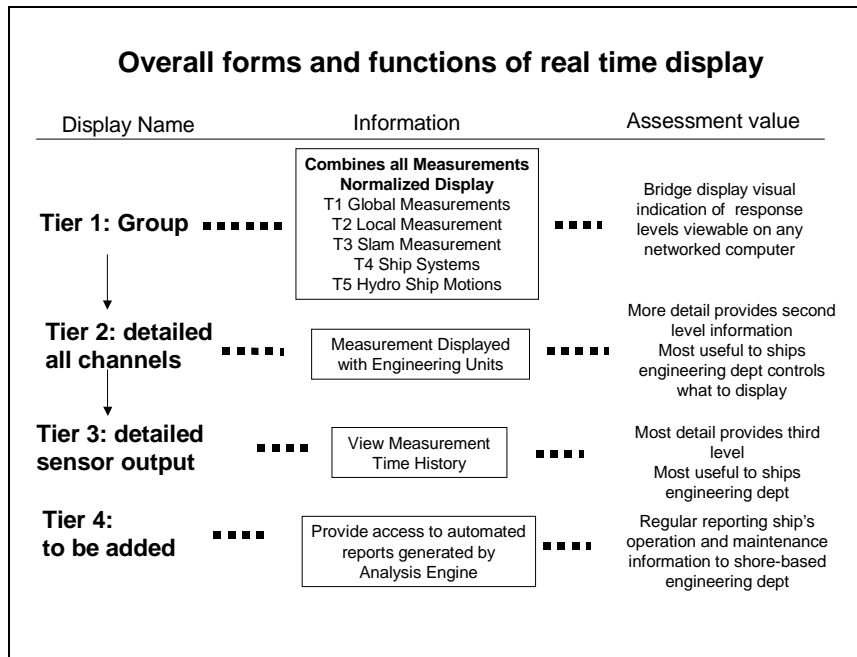 Overall forms and functions of real time display
Display Name
Information
Assessment value
Tier 1: Group
Combines all Measurements
Normalized Display
T1 Global Measurements
T2 Local Measurement
T3 Slam Measurement
T4 Ship Systems
T5 Hydro Ship Motions
Bridge display visual
indication of response
levels viewable on any
networked computer
Tier 2: detailed
all channels
Measurement Displayed
with Engineering Units
More detail provides second
level information
Most useful to ships
engineering dept controls
what to display
Tier 3: detailed
sensor output
View Measurement
Time History
Most detail provides third
level
Most useful to ships
engineering dept
Tier 4:
to be added
Provide access to automated
reports generated by
Analysis Engine
Regular reporting ship's
operation and maintenance
information to shore-based
engineering dept